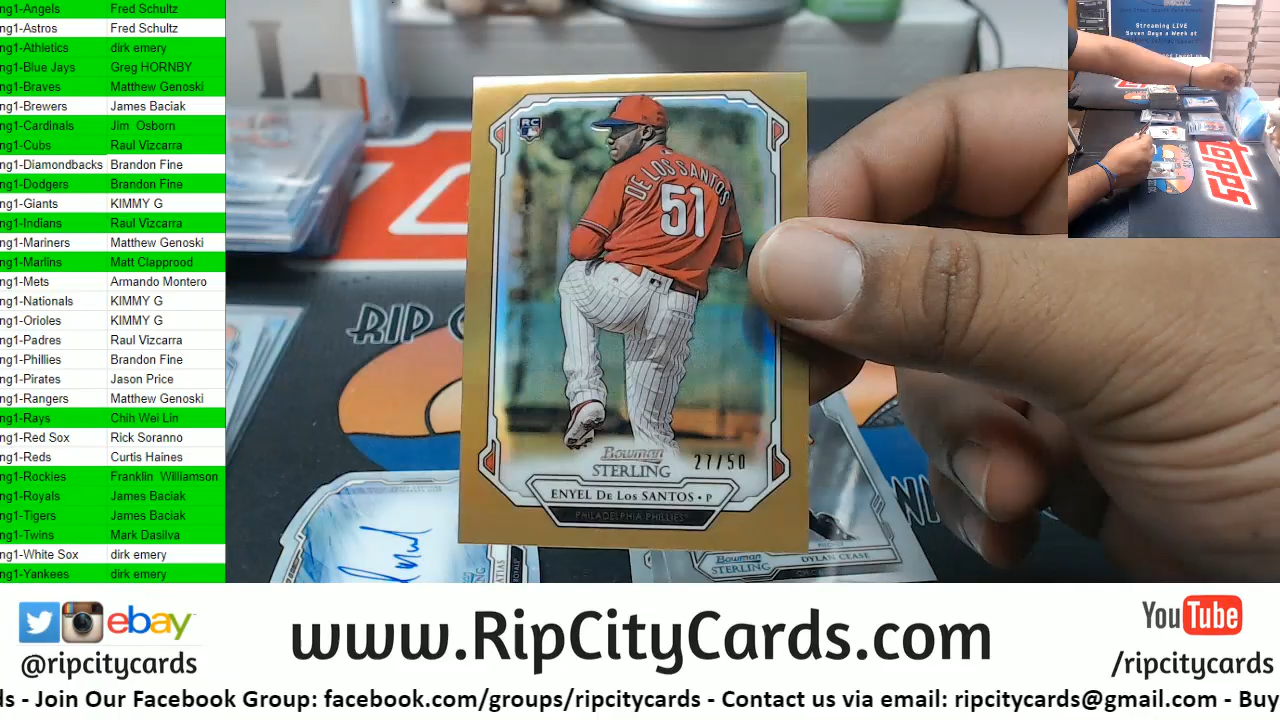 ng1-Angels Fred Schultz
ng1-Astros Fred Schultz
ng1-Athletics dirk emery
ng1-Blue Jays Greg HORNBY
ng1-Braves Matthew Genoski
ng1-Brewers James Baciak
ng1-Cardinals Jim Osborn
ng1-Cubs Raul Vizcarra
ng1-Diamondbacks Brandon Fine
ng1-Dodgers Brandon Fine
ng1-Giants KIMMY G
ng1-Indians Raul Vizcarra
ng1-Mariners Matthew Genoski
ng1-Marlins Matt Clapprood
ng1-Mets Armando Montero
ng1-Nationals KIMMY G
ng1-Orioles KIMMY G
ng1-Padres Raul Vizcarra
ng1-Phillies Brandon Fine
ng1-Pirates Jason Price
ng1-Rangers Matthew Genoski
ng1-Rays Chih Wei Lin
ng1-Red Sox Rick Soranno
ng1-Reds Curtis Haines
ng1-Rockies Franklin Williamson
ng1-Royals James Baciak
ng1-Tigers James Baciak
ng1-Twins Mark Dasilva
ng1-White Sox dirk emery
ng1-Yankees dirk emery
Streaming LIVE
Seven Days a Week at
topps
RIP C
RC
DE LOS SANTOS
51
Bowman
STERLING
27/50
ENYEL DE LOS SANTOS • P
PHILADELPHIA PHILLIES
Bowman
STERLING
DYLAN CEASE
ebay
@ripcitycards
www.RipCityCards.com
YouTube
/ripcitycards
ds - Join Our Facebook Group: facebook.com/groups/ripcitycards - Contact us via email: ripcitycards@gmail.com - Buy